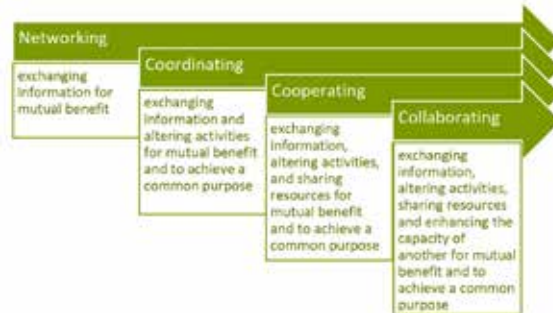 Networking
exchanging
information for
mutual benefit
Coordinating
exchanging
information and
altering activities
for mutual benefit
and to achieve a
common purpose
Cooperating
exchanging
information,
altering activities,
and sharing
resources for
mutual benefit
and to achieve a
common purpose
Collaborating
exchanging
information,
altering activities,
sharing resources
and enhancing the
capacity of
another for mutual
benefit and to
achieve a common
purpose